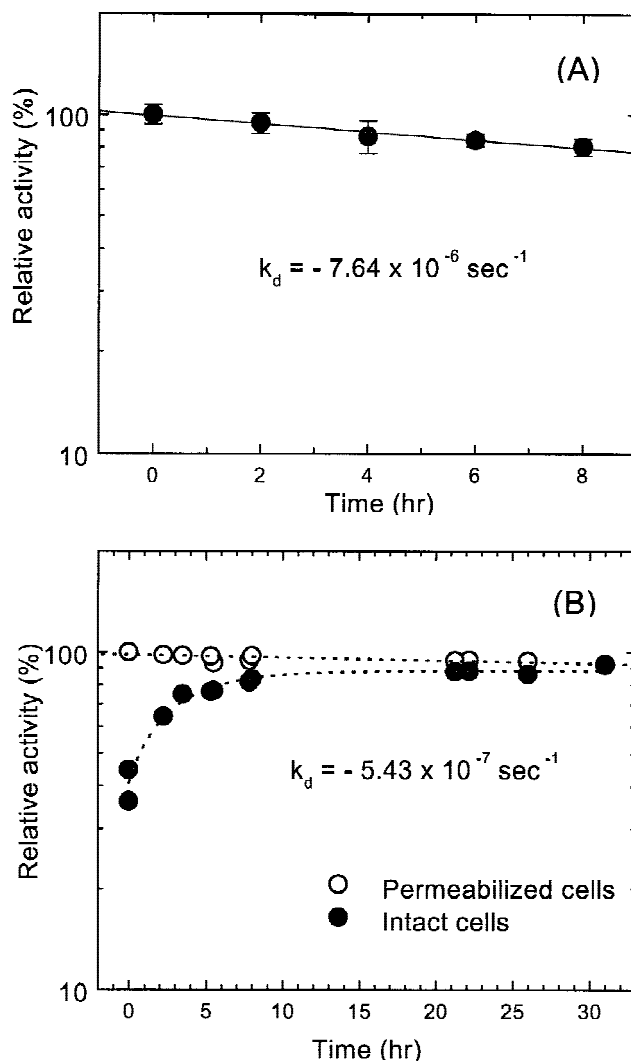 (A)
Relative activity (%)
100
10
k_d = - 7.64 x 10^-6 sec^-1
0 2 4 6 8
Time (hr)
(B)
Relative activity (%)
100
10
k_d = - 5.43 x 10^-7 sec^-1
Permeabilized cells
Intact cells
0 5 10 15 20 25 30
Time (hr)